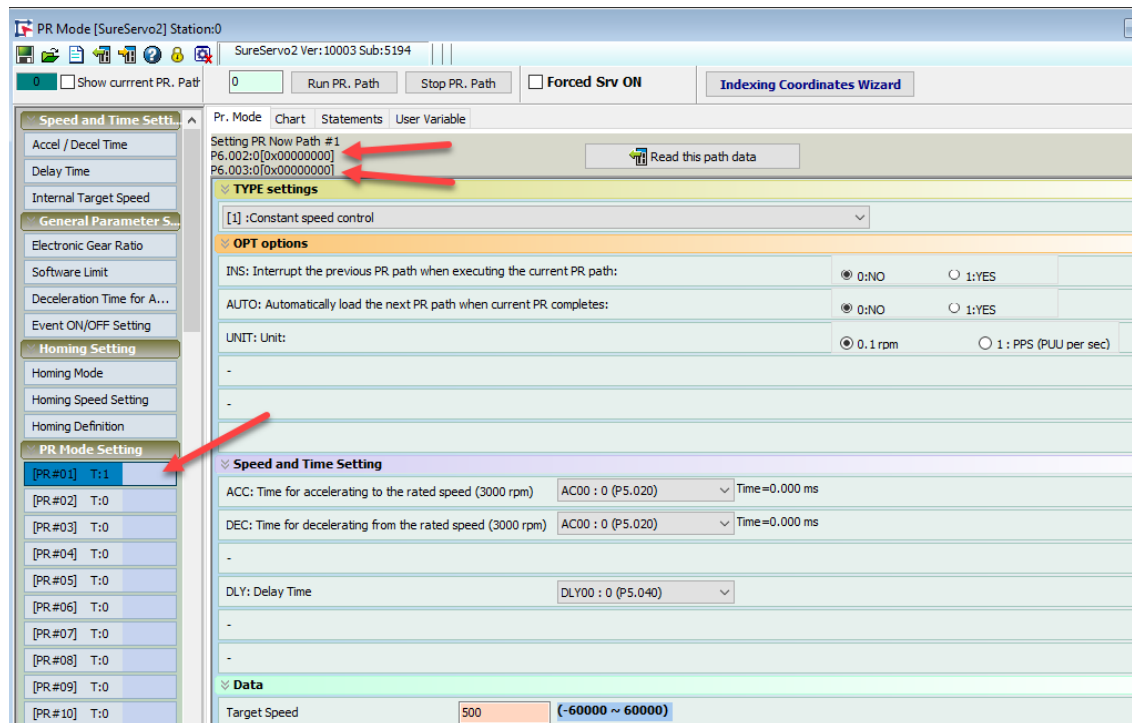 PR Mode [SureServo2] Station:0
SureServo2 Ver:10003 Sub:5194
0 Show currrent PR. Path 0 Run PR. Path Stop PR. Path Forced Srv ON Indexing Coordinates Wizard
Speed and Time Setti...
Accel / Decel Time
Delay Time
Internal Target Speed
General Parameter S...
Electronic Gear Ratio
Software Limit
Deceleration Time for A...
Event ON/OFF Setting
Homing Setting
Homing Mode
Homing Speed Setting
Homing Definition
PR Mode Setting
[PR#01] T:1
[PR#02] T:0
[PR#03] T:0
[PR#04] T:0
[PR#05] T:0
[PR#06] T:0
[PR#07] T:0
[PR#08] T:0
[PR#09] T:0
[PR#10] T:0
Pr. Mode Chart Statements User Variable
Setting PR Now Path #1
P6.002:0[0x00000000]
P6.003:0[0x00000000]
Read this path data
TYPE settings
[1] :Constant speed control
OPT options
INS: Interrupt the previous PR path when executing the current PR path: 0:NO 1:YES
AUTO: Automatically load the next PR path when current PR completes: 0:NO 1:YES
UNIT: Unit: 0.1 rpm 1 : PPS (PUU per sec)
-
-
Speed and Time Setting
ACC: Time for accelerating to the rated speed (3000 rpm) AC00 : 0 (P5.020) Time=0.000 ms
DEC: Time for decelerating from the rated speed (3000 rpm) AC00 : 0 (P5.020) Time=0.000 ms
-
DLY: Delay Time DLY00 : 0 (P5.040)
-
-
Data
Target Speed 500 (-60000 ~ 60000)